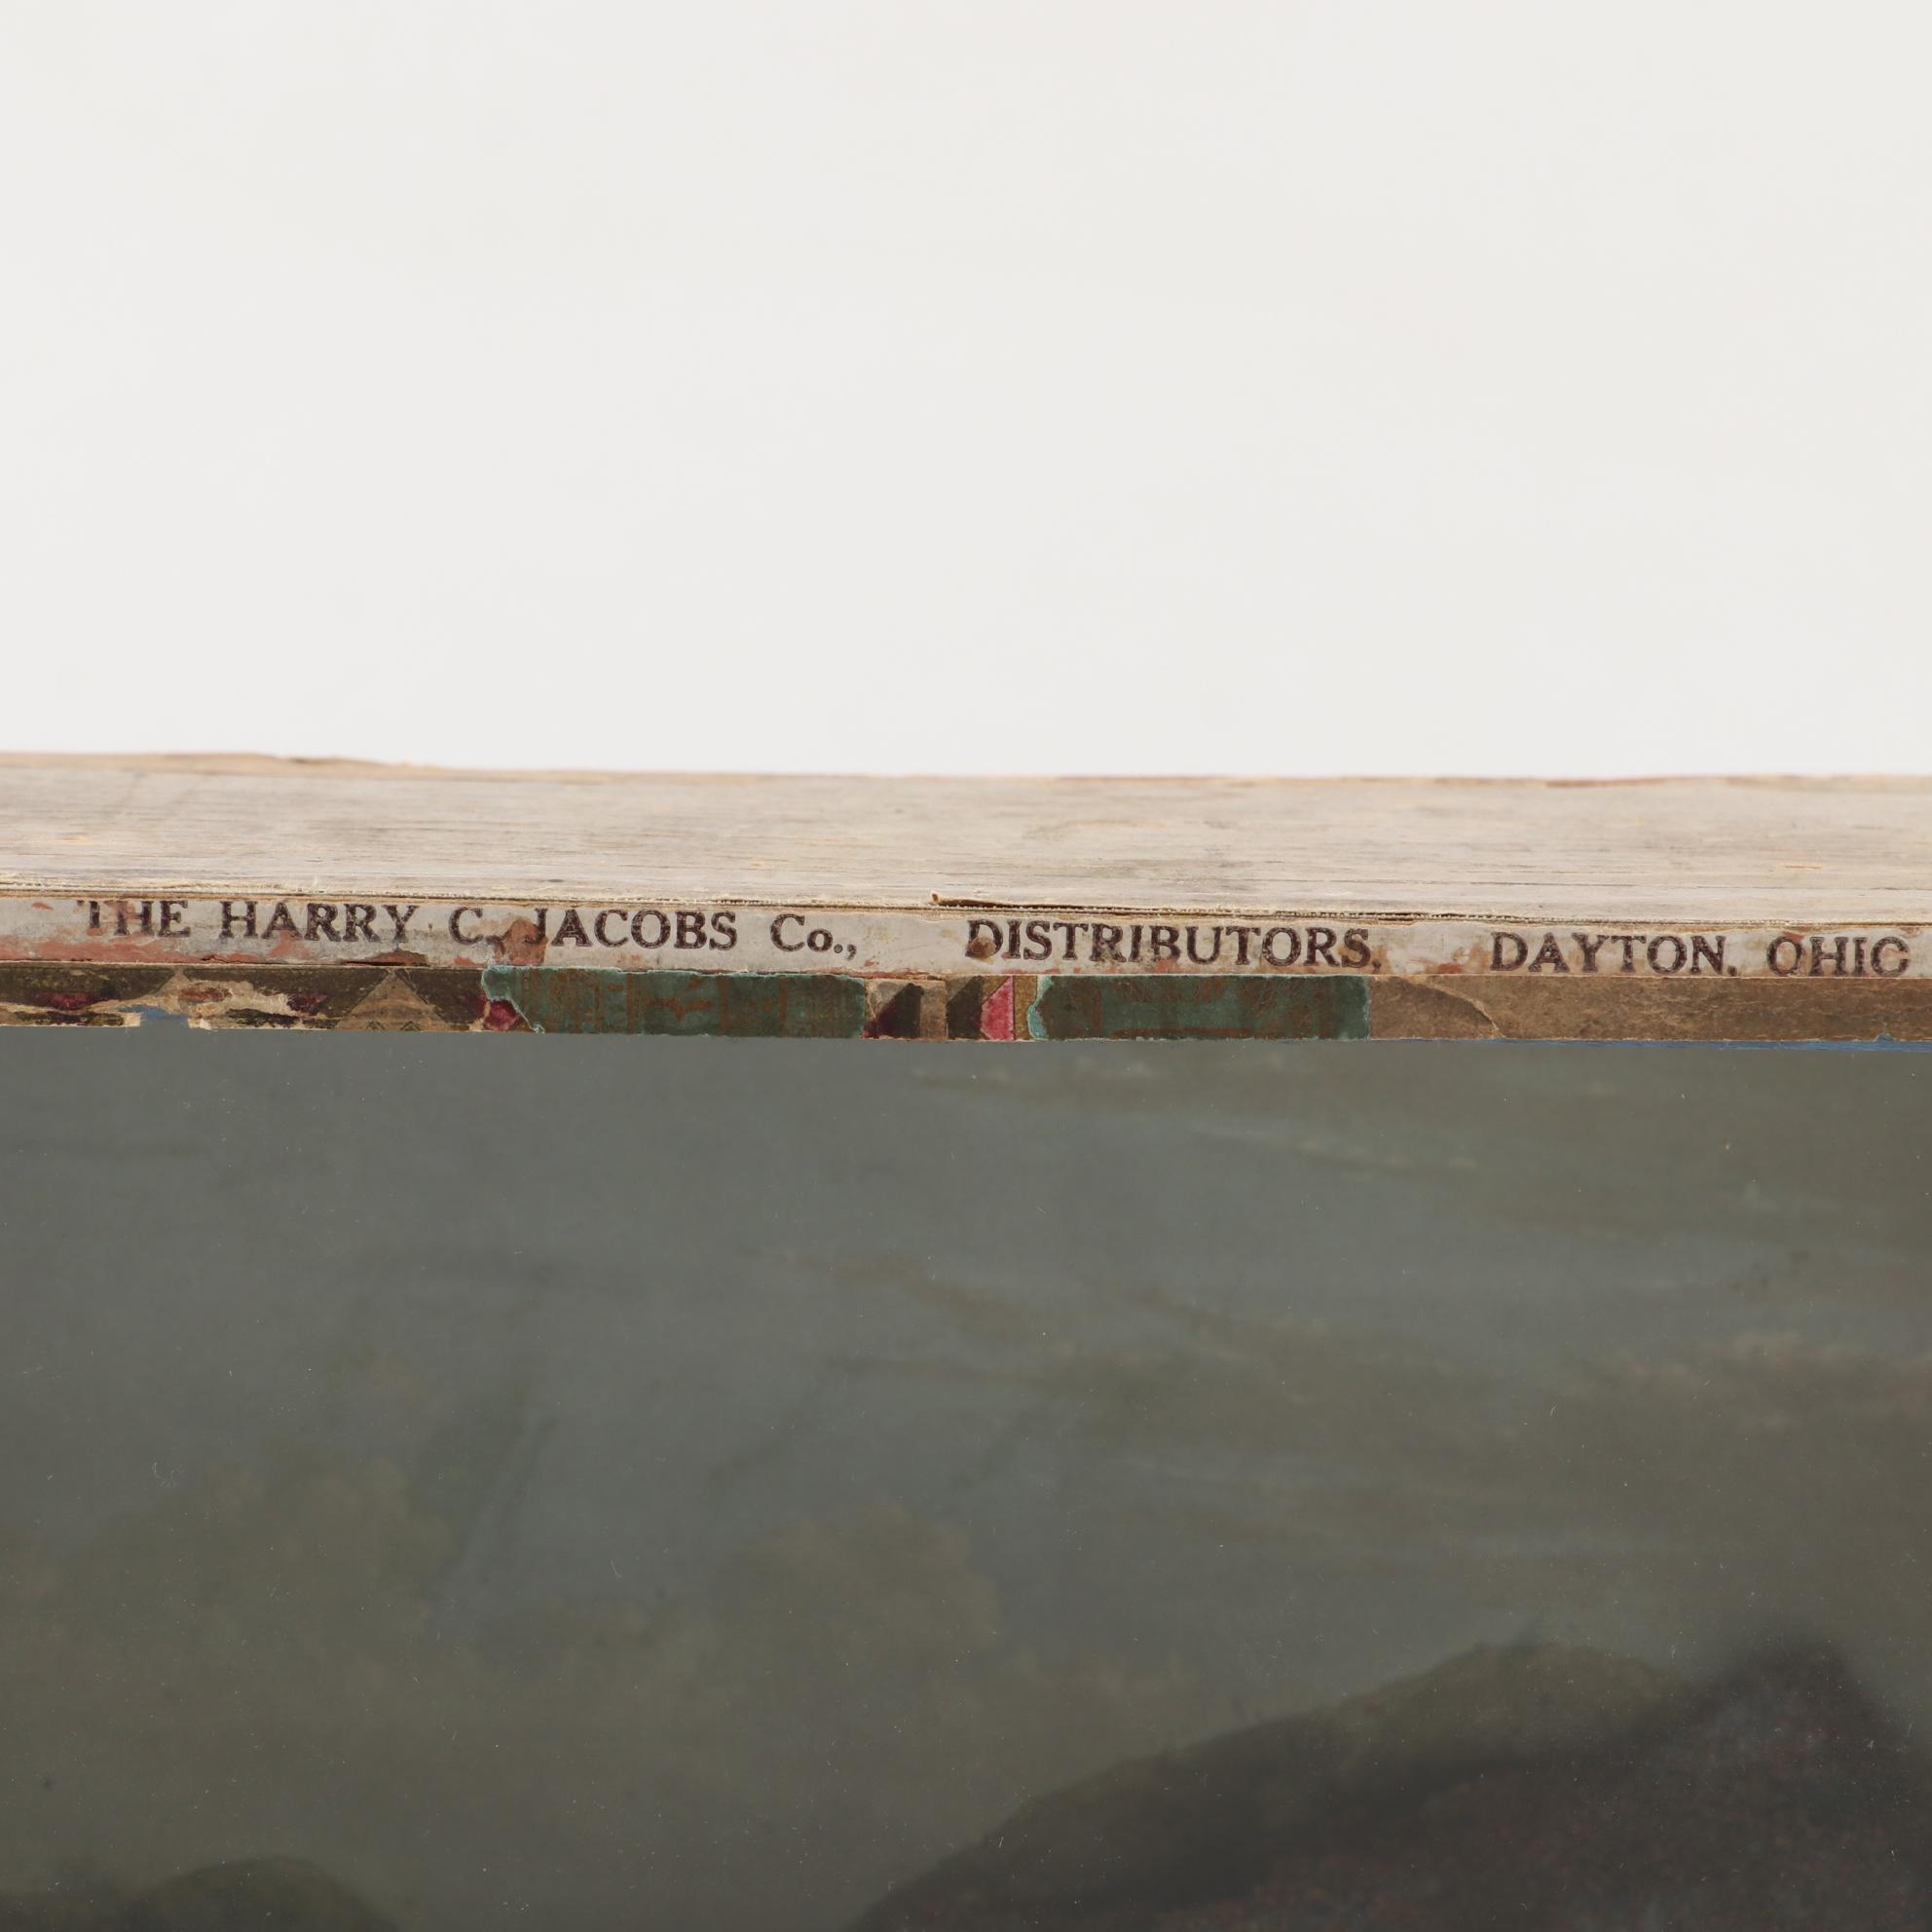 THE HARRY C. JACOBS Co., DISTRIBUTORS, DAYTON, OHIO